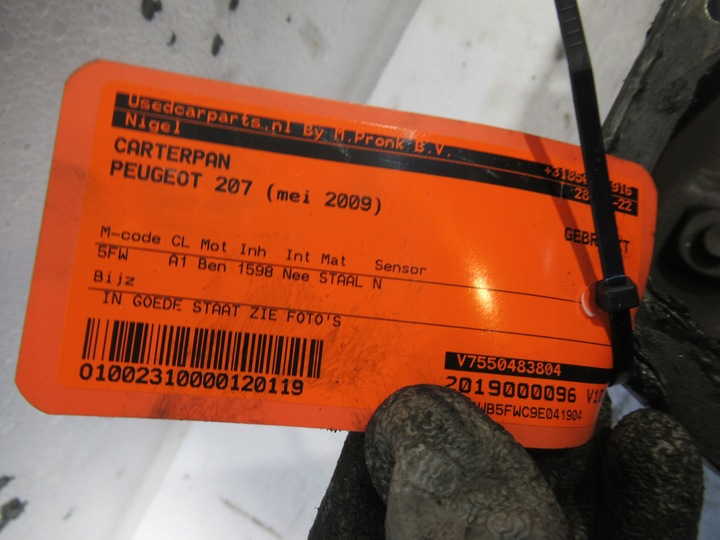 Usedcarparts.nl By M.Pronk B.V.
Nigel
CARTERPAN
PEUGEOT 207 (mei 2009)
M-code CL Mot Inh Int Mat Sensor
5FW A1 Ben 1598 Nee STAAL N
Bijz
IN GOEDE STAAT ZIE FOTO'S
01002310000120119
V7550483804
2019000096